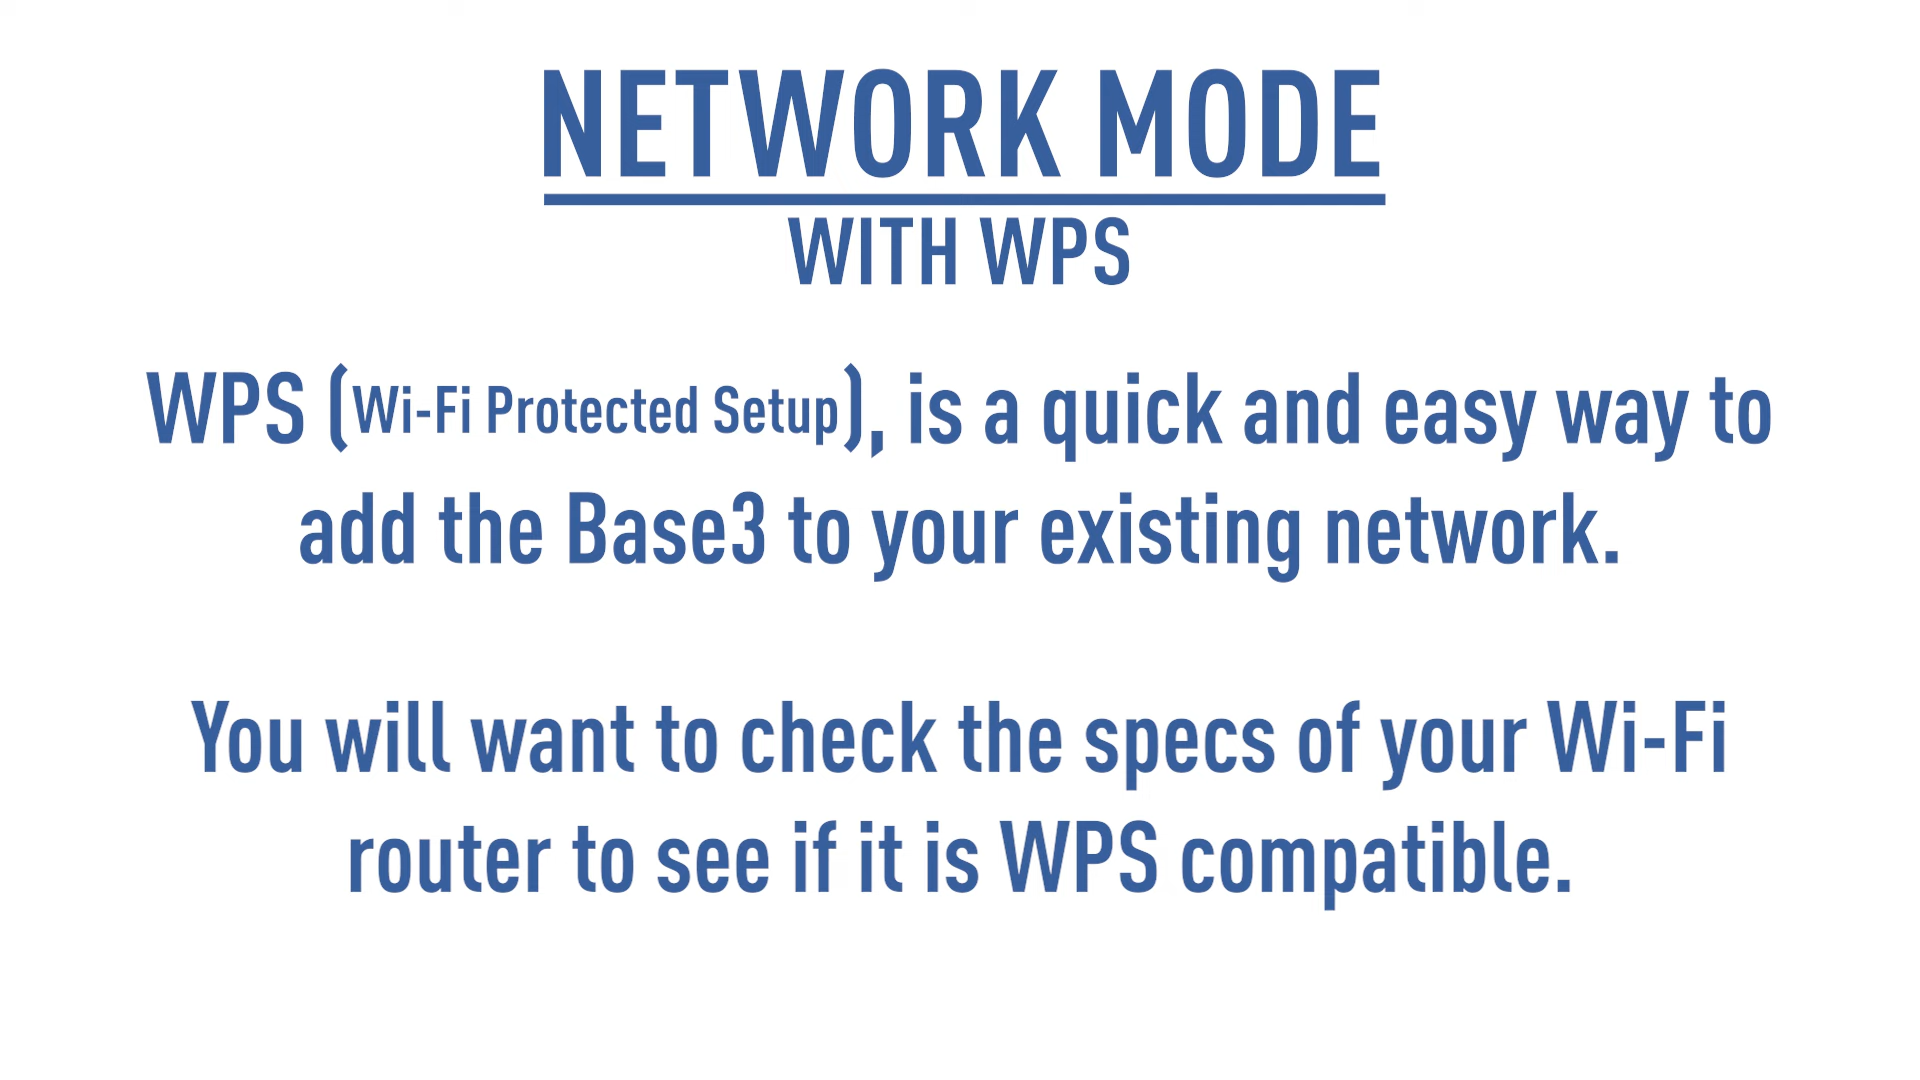 NETWORK MODE
WITH WPS
WPS (Wi-Fi Protected Setup), is a quick and easy way to
add the Base3 to your existing network.
You will want to check the specs of your Wi-Fi
router to see if it is WPS compatible.